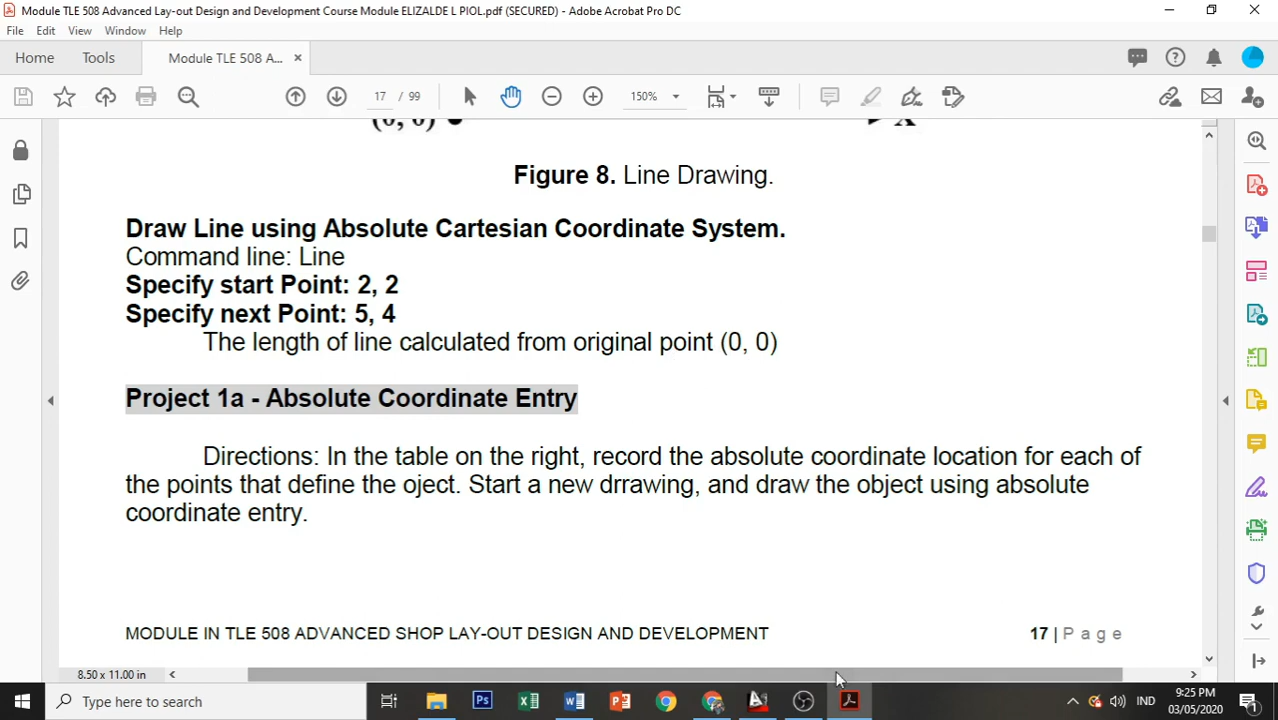 Module TLE 508 Advanced Lay-out Design and Development Course Module ELIZALDE L PIOL.pdf (SECURED) - Adobe Acrobat Pro DC
File Edit View Window Help
Home Tools Module TLE 508 A... ×
17 / 99 150%
(0, 0) X
Figure 8. Line Drawing.
Draw Line using Absolute Cartesian Coordinate System.
Command line: Line
Specify start Point: 2, 2
Specify next Point: 5, 4
The length of line calculated from original point (0, 0)
Project 1a - Absolute Coordinate Entry
Directions: In the table on the right, record the absolute coordinate location for each of
the points that define the oject. Start a new drrawing, and draw the object using absolute
coordinate entry.
MODULE IN TLE 508 ADVANCED SHOP LAY-OUT DESIGN AND DEVELOPMENT 17 | P a g e
8.50 x 11.00 in
Type here to search IND 9:25 PM
03/05/2020